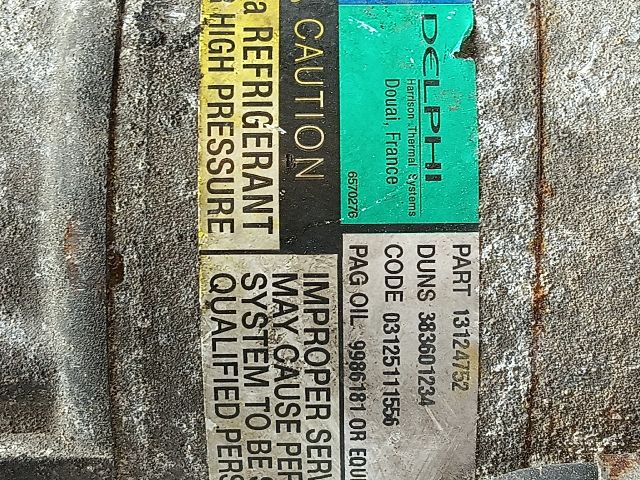 DELPHI
Harrison Thermal Systems
Douai, France
6570276
CAUTION
a REFRIGERANT
HIGH PRESSURE
PART 13124752
DUNS 383601234
CODE 03125111556
PAG OIL 9986181 OR EQUI
IMPROPER SERV
MAY CAUSE PER
SYSTEM TO BE S
QUALIFIED PERS